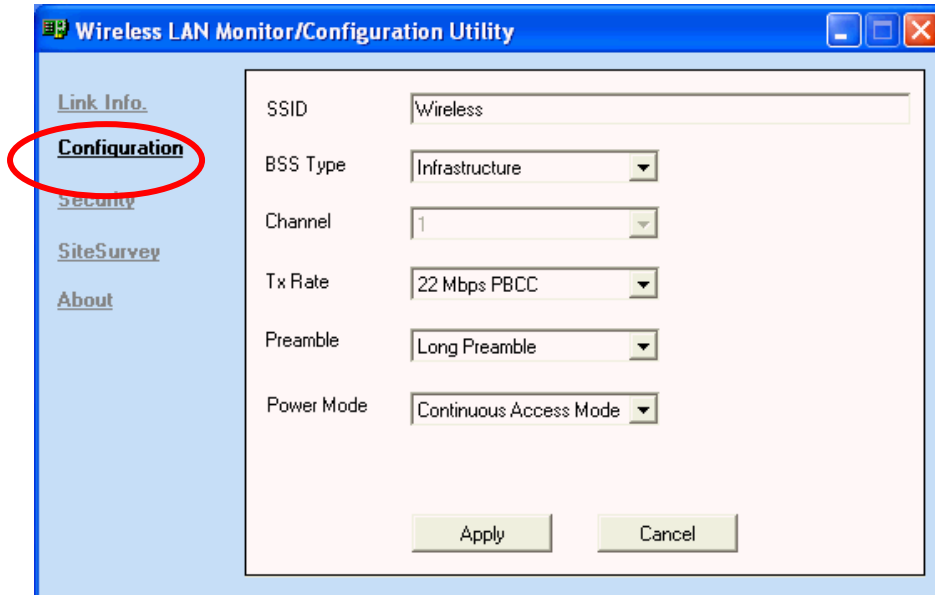 Wireless LAN Monitor/Configuration Utility
Link Info.
Configuration
Security
SiteSurvey
About
SSID
Wireless
BSS Type
Infrastructure
Channel
1
Tx Rate
22 Mbps PBCC
Preamble
Long Preamble
Power Mode
Continuous Access Mode
Apply
Cancel